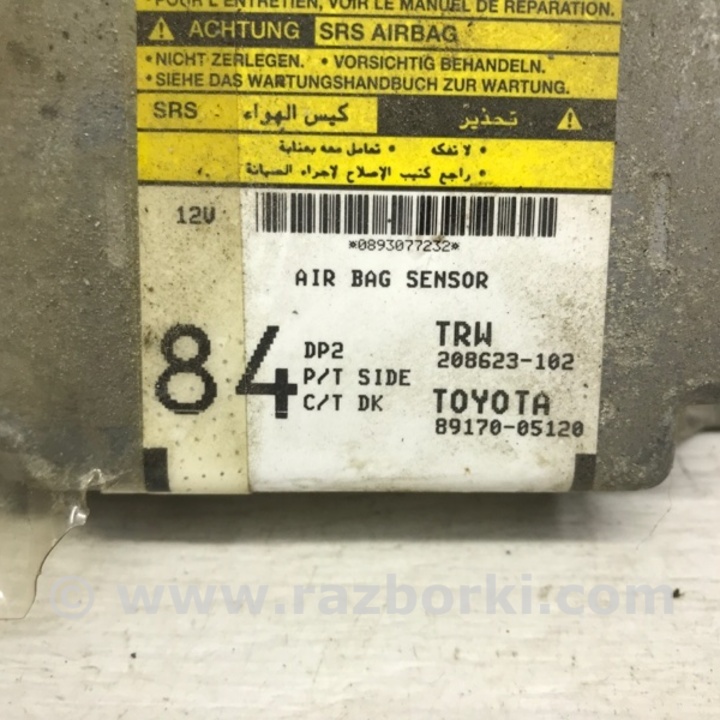 • POUR L'ENTRETIEN, VOIR LE MANUEL DE RÉPARATION.
ACHTUNG SRS AIRBAG
• NICHT ZERLEGEN. • VORSICHTIG BEHANDELN.
• SIEHE DAS WARTUNGSHANDBUCH ZUR WARTUNG.
تحذير كيس الهواء SRS
• لا تفكه • تعامل معه بعناية
• راجع كتيب الإصلاح لاجراء الصيانة.
12V
*0893077232*
AIR BAG SENSOR
84
DP2 TRW
P/T SIDE 208623-102
C/T DK TOYOTA
89170-05120
© www.razborki.com